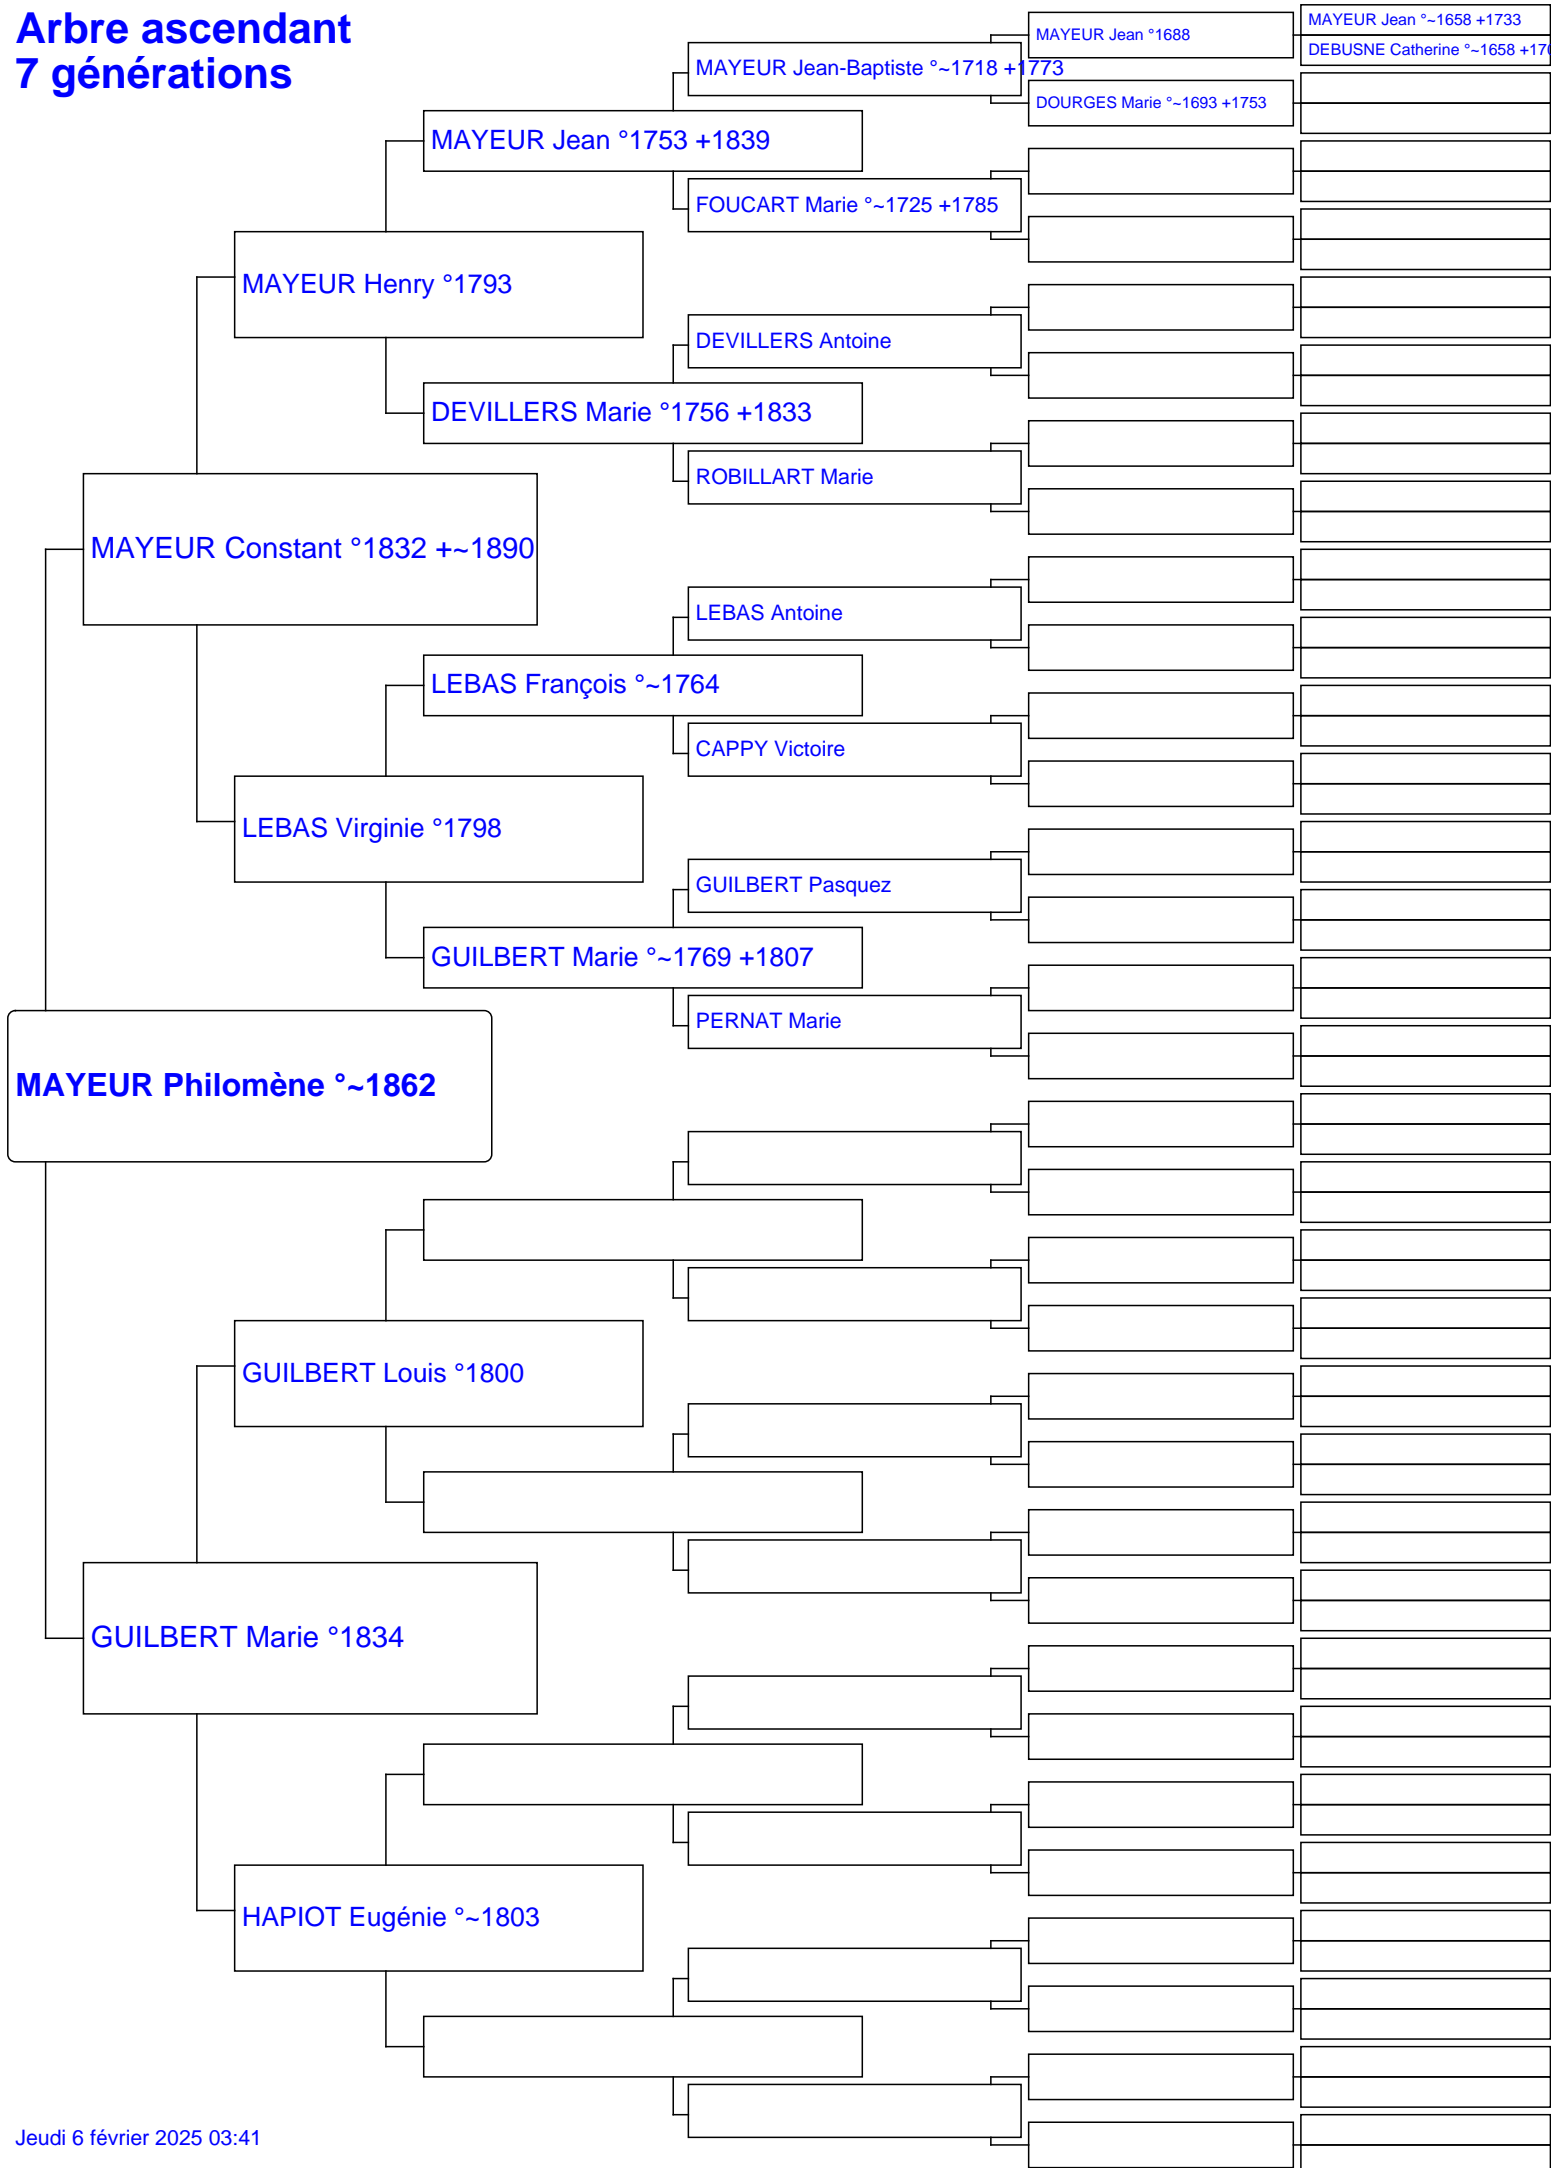 Arbre ascendant
7 générations
MAYEUR Jean °~1658 +1733
MAYEUR Jean °1688
DEBUSNE Catherine °~1658
MAYEUR Jean-Baptiste °~1718 +1773
DOURGES Marie °~1693 +1753
MAYEUR Jean °1753 +1839
FOUCART Marie °~1725 +1785
MAYEUR Henry °1793
DEVILLERS Antoine
DEVILLERS Marie °1756 +1833
ROBILLART Marie
MAYEUR Constant °1832 +~1890
LEBAS Antoine
LEBAS François °~1764
CAPPY Victoire
LEBAS Virginie °1798
GUILBERT Pasquez
GUILBERT Marie °~1769 +1807
PERNAT Marie
MAYEUR Philomène °~1862
GUILBERT Louis °1800
GUILBERT Marie °1834
HAPIOT Eugénie °~1803
Jeudi 6 février 2025 03:41